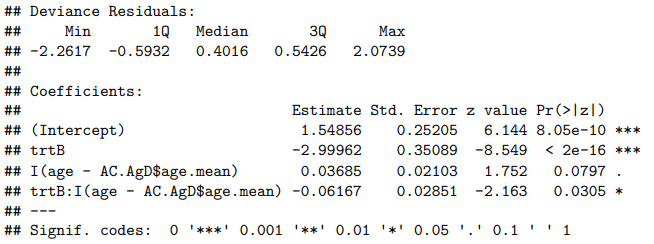 ## Deviance Residuals:
##     Min       1Q   Median       3Q      Max
## -2.2617  -0.5932   0.4016   0.5426   2.0739
##
## Coefficients:
##                              Estimate Std. Error z value Pr(>|z|)
## (Intercept)                   1.54856    0.25205   6.144 8.05e-10 ***
## trtB                         -2.99962    0.35089  -8.549  < 2e-16 ***
## I(age - AC.AgD$age.mean)      0.03685    0.02103   1.752   0.0797 .
## trtB:I(age - AC.AgD$age.mean) -0.06167    0.02851  -2.163   0.0305 *
## ---
## Signif. codes:  0 '***' 0.001 '**' 0.01 '*' 0.05 '.' 0.1 ' ' 1